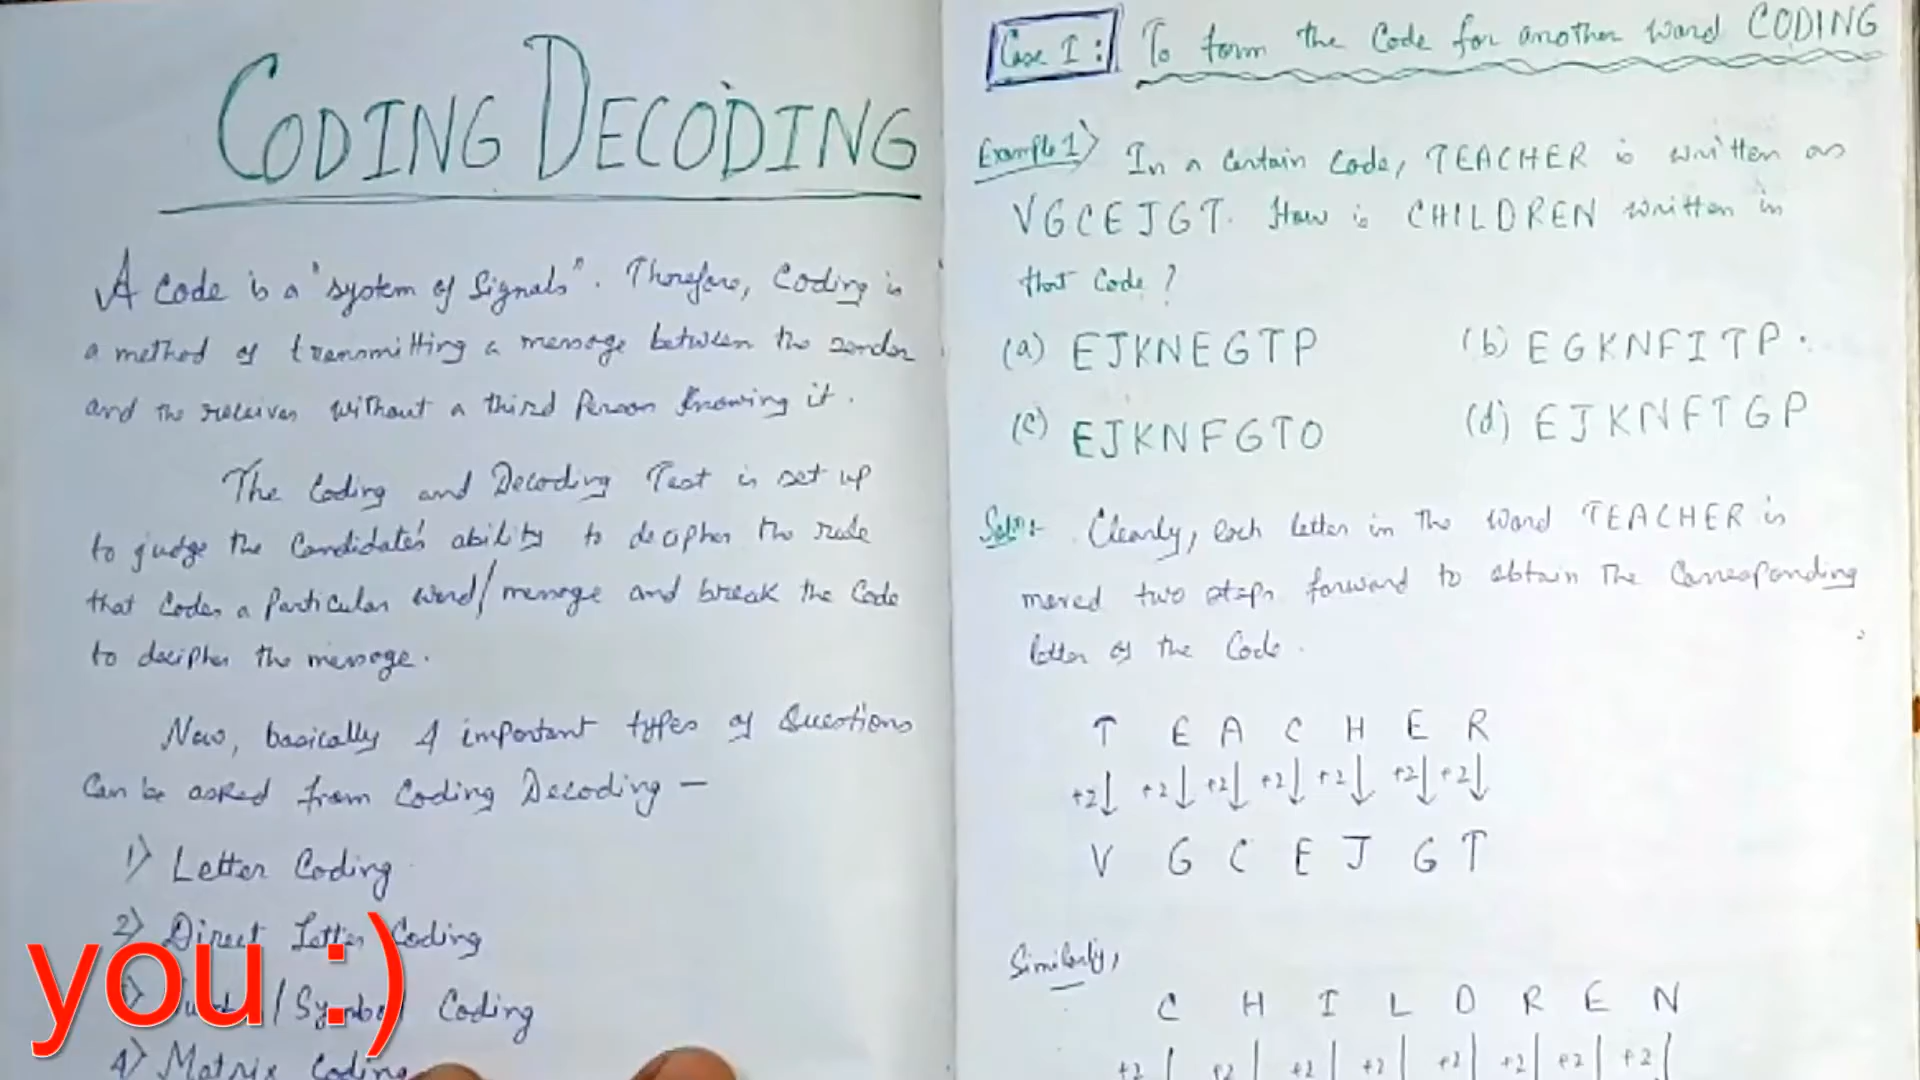 CODING DECODING
A Code is a "system of Signals". Therefore, Coding is
a method of transmitting a message between the sender
and the receiver without a third Person knowing it.
The Coding and Decoding Test is set up
to judge the Candidate's ability to decipher the rule
that Codes a Particular word/message and break the Code
to decipher the message.
Now, basically 4 important types of Questions
Can be asked from Coding Decoding —
1) Letter Coding
2) Direct Letter Coding
/Symbol Coding
4) Matrix Coding
you :)
Case I: To form the Code for another word CODING
Example 1) In a Certain Code, TEACHER is written as
VGCEJGT. How is CHILDREN written in
that Code?
(a) EJKNEGTP (b) EGKNFITP.
(c) EJKNFGTO (d) EJKNFTGP
Soln:- Clearly, each letter in the word TEACHER is
moved two steps forward to obtain the Corresponding
letter of the Code.
T E A C H E R
+2↓ +2↓ +2↓ +2↓ +2↓ +2↓ +2↓
V G C E J G T
Similarly,
C H I L D R E N
+2 +2 +2 +2 +2 +2 +2 +2